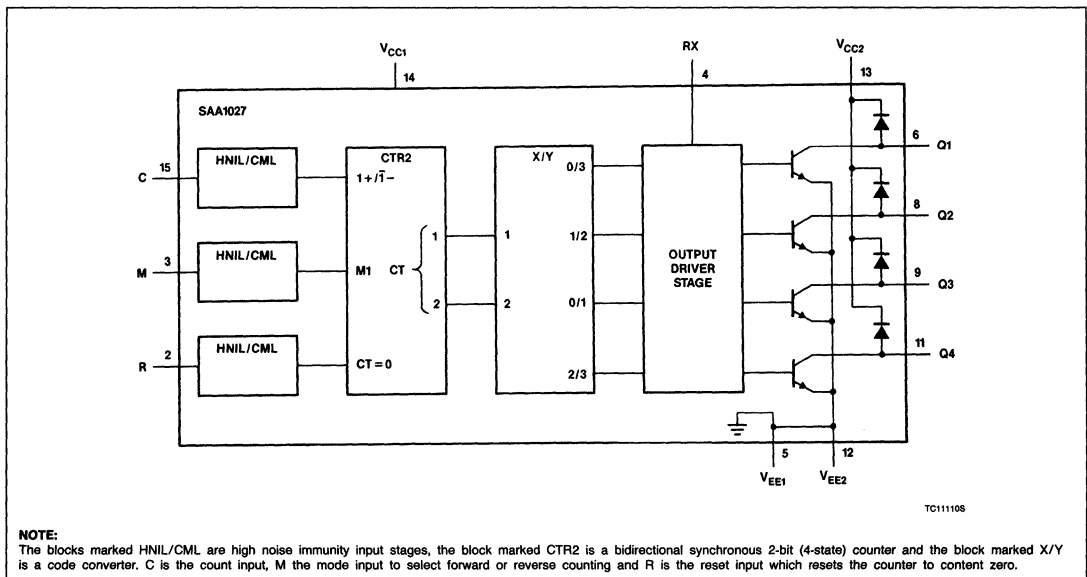 VCC1
14
RX
4
VCC2
13
SAA1027
HNIL/CML
15
C
HNIL/CML
3
M
HNIL/CML
2
R
CTR2
1+/1̄−
M1
CT
1
2
CT=0
X/Y
1
2
0/3
1/2
0/1
2/3
OUTPUT
DRIVER
STAGE
6
Q1
8
Q2
9
Q3
11
Q4
5
12
VEE1
VEE2
TC11110S
NOTE:
The blocks marked HNIL/CML are high noise immunity input stages, the block marked CTR2 is a bidirectional synchronous 2-bit (4-state) counter and the block marked X/Y
is a code converter. C is the count input, M the mode input to select forward or reverse counting and R is the reset input which resets the counter to content zero.